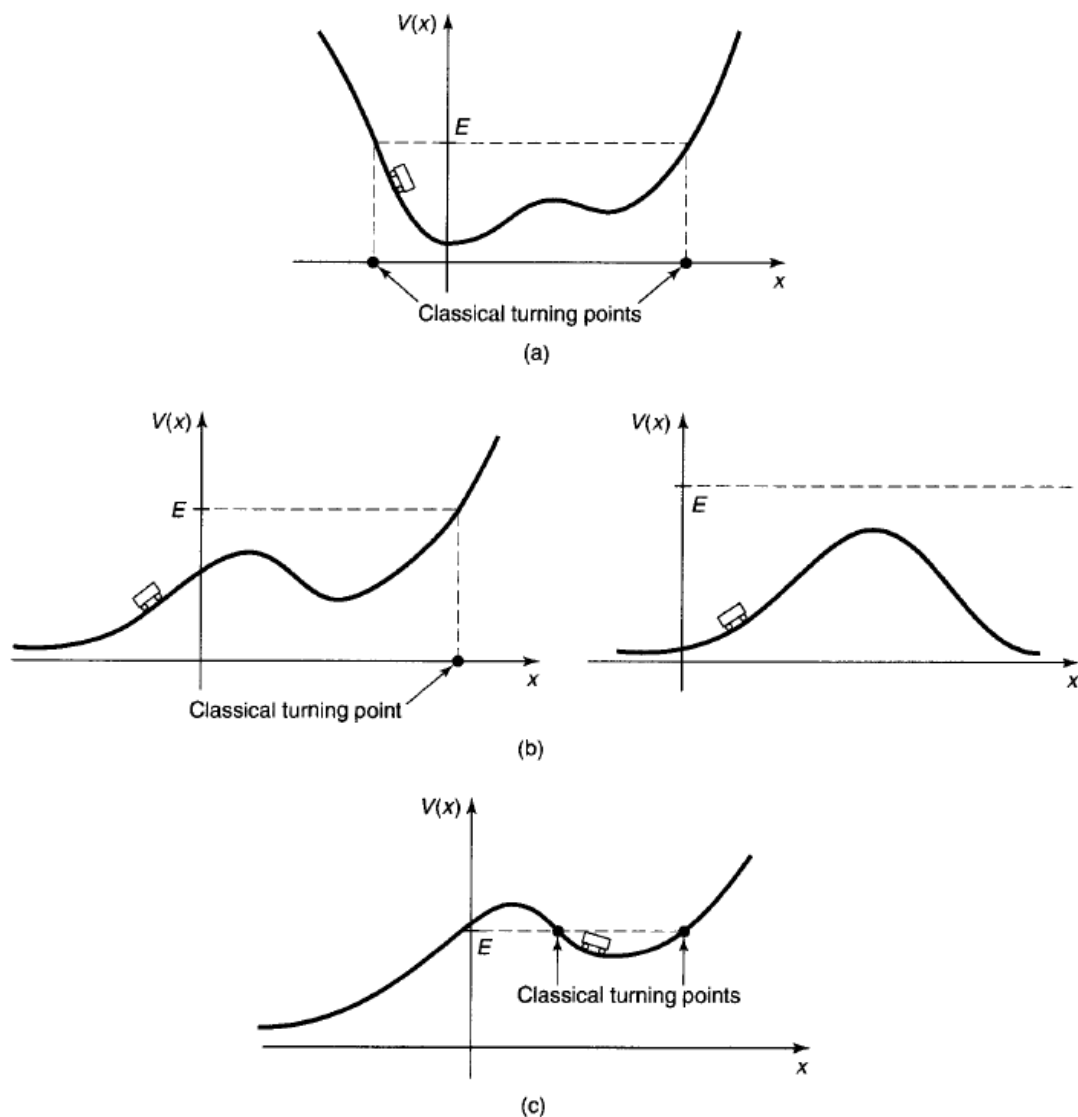 V(x)
E
x
Classical turning points
(a)
V(x)
E
x
Classical turning point
V(x)
E
x
(b)
V(x)
E
Classical turning points
x
(c)